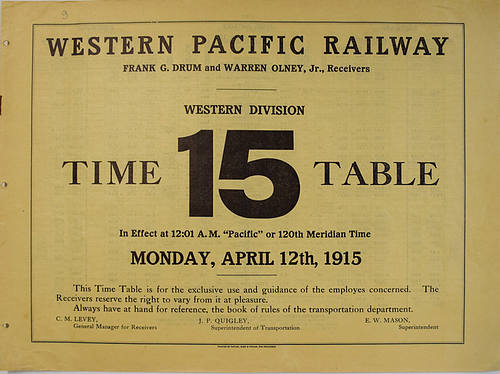 9
WESTERN PACIFIC RAILWAY
FRANK G. DRUM and WARREN OLNEY, Jr., Receivers
WESTERN DIVISION
TIME 15 TABLE
In Effect at 12:01 A. M. "Pacific" or 120th Meridian Time
MONDAY, APRIL 12th, 1915
This Time Table is for the exclusive use and guidance of the employes concerned. The
Receivers reserve the right to vary from it at pleasure.
Always have at hand for reference, the book of rules of the transportation department.
C. M. LEVEY, J. P. QUIGLEY, E. W. MASON,
General Manager for Receivers Superintendent of Transportation Superintendent